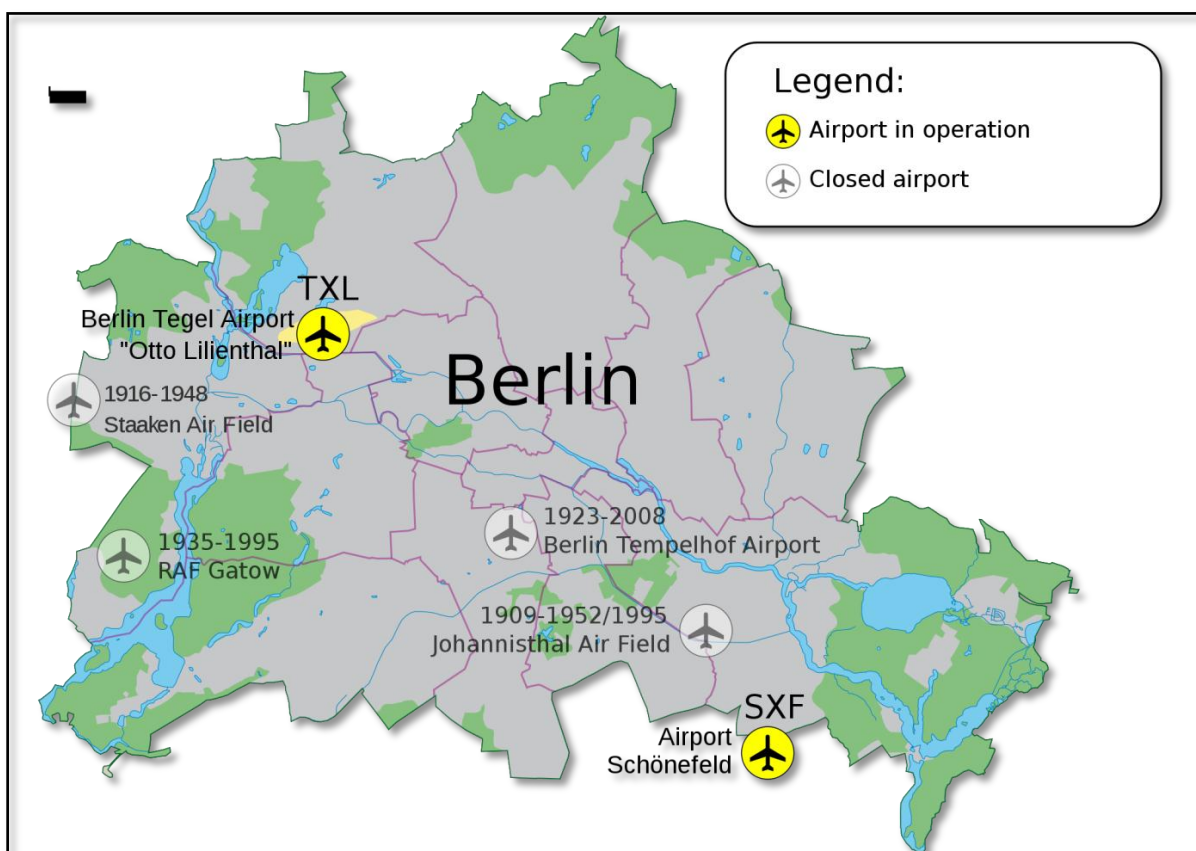 Legend:
Airport in operation
Closed airport
TXL
Berlin Tegel Airport
"Otto Lilienthal"
Berlin
1916-1948
Staaken Air Field
1935-1995
RAF Gatow
1923-2008
Berlin Tempelhof Airport
1909-1952/1995
Johannisthal Air Field
SXF
Airport
Schönefeld